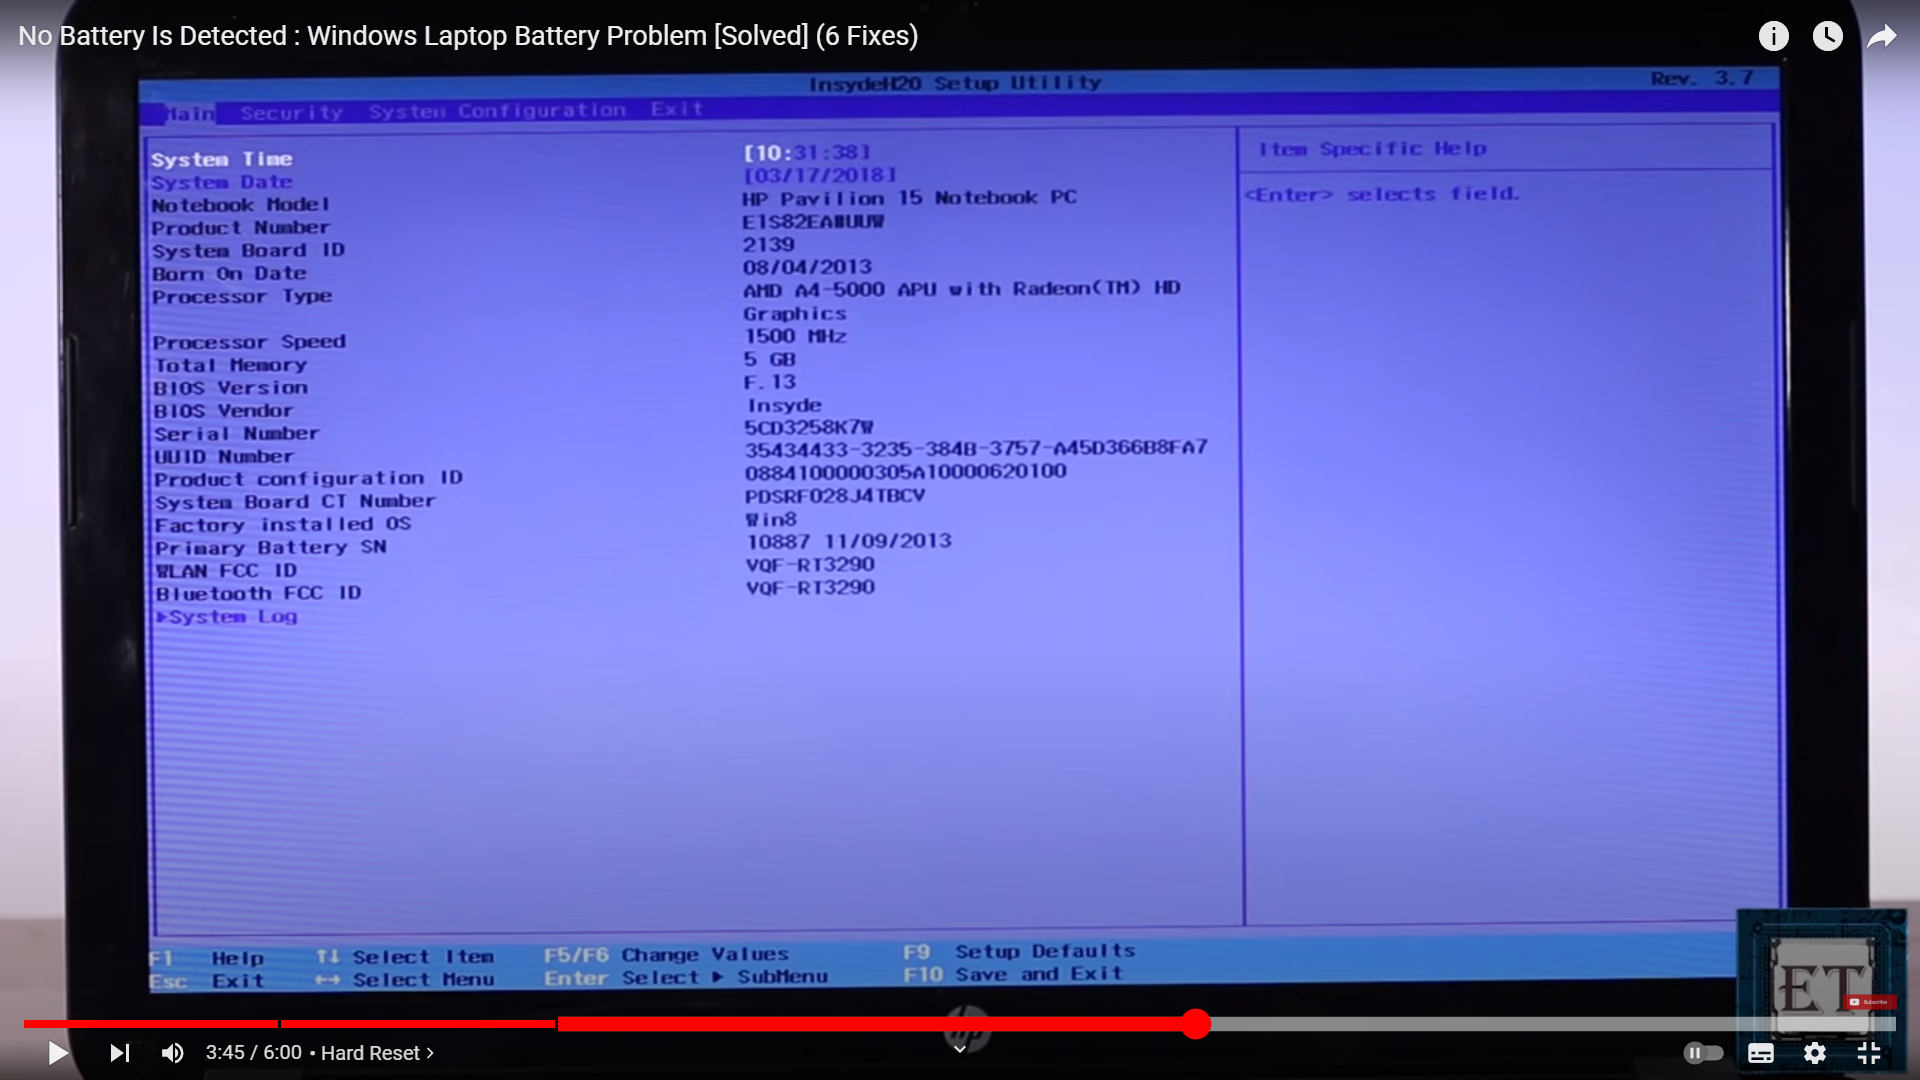 No Battery Is Detected : Windows Laptop Battery Problem [Solved] (6 Fixes)
InsydeH20 Setup Utility Rev. 3.7
Main Security System Configuration Exit
System Time [10:31:38]
System Date [03/17/2018]
Notebook Model HP Pavilion 15 Notebook PC
Product Number E1S82EA#UUW
System Board ID 2139
Born On Date 08/04/2013
Processor Type AMD A4-5000 APU with Radeon(TM) HD
Graphics
Processor Speed 1500 MHz
Total Memory 5 GB
BIOS Version F.13
BIOS Vendor Insyde
Serial Number 5CD3258K7W
UUID Number 35434433-3235-384B-3757-A45D366B8FA7
Product configuration ID 0884100000305A10000620100
System Board CT Number PDSRF028J4TBCV
Factory installed OS Win8
Primary Battery SN 10887 11/09/2013
WLAN FCC ID VQF-RT3290
Bluetooth FCC ID VQF-RT3290
▶System Log
Item Specific Help
<Enter> selects field.
F1 Help ↑↓ Select Item F5/F6 Change Values F9 Setup Defaults
Esc Exit ↔ Select Menu Enter Select ▶ SubMenu F10 Save and Exit
hp
ET
Subscribe
3:45 / 6:00 • Hard Reset >